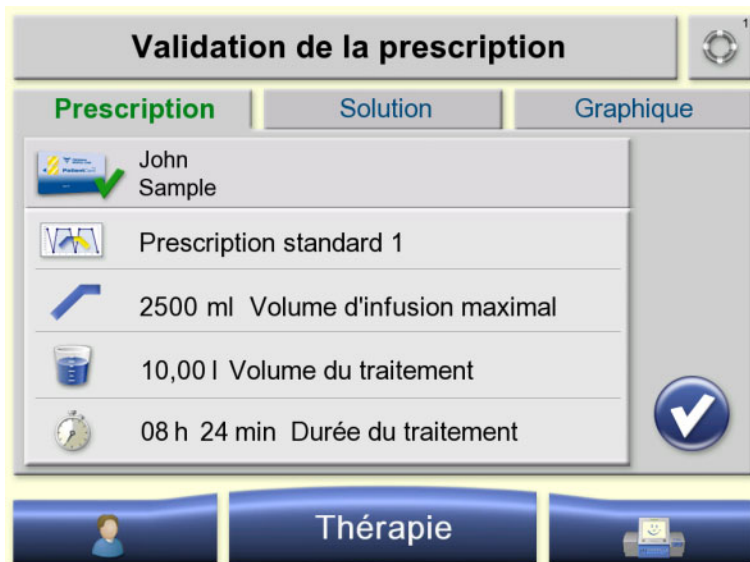 Validation de la prescription
1
Prescription
Solution
Graphique
John
Sample
Prescription standard 1
2500 ml Volume d'infusion maximal
10,00 l Volume du traitement
08 h 24 min Durée du traitement
Thérapie